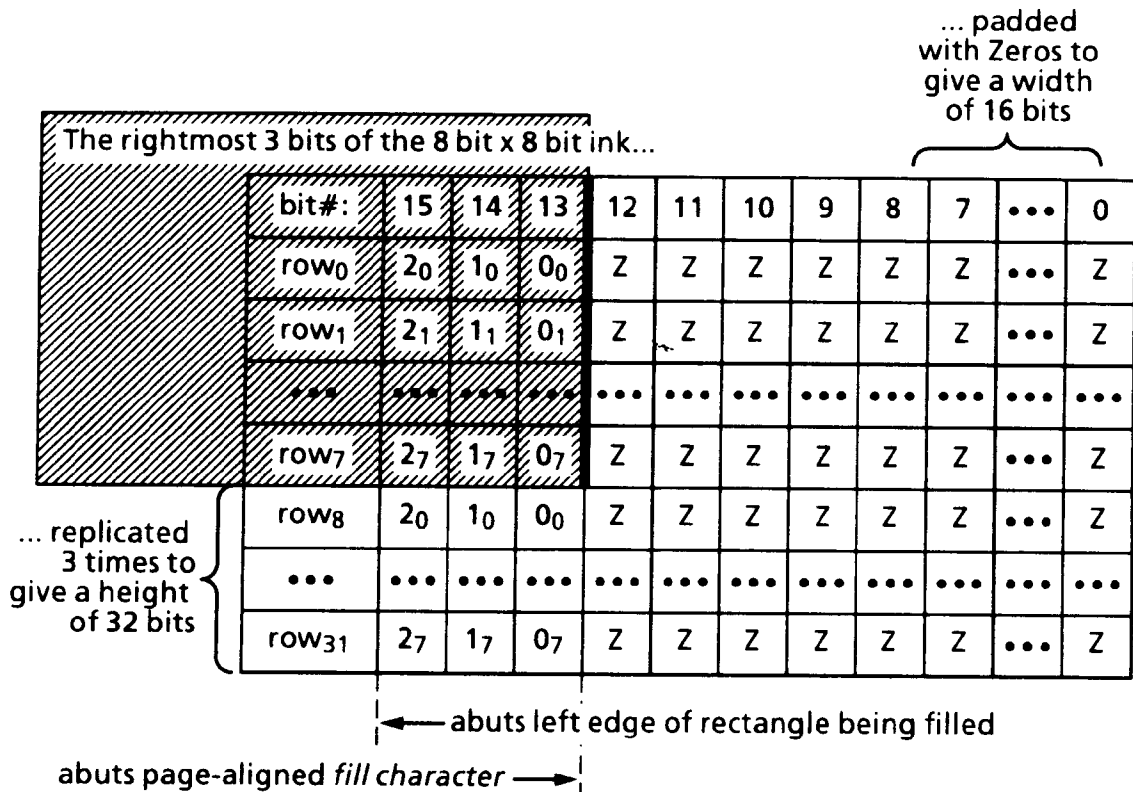 ... padded
with Zeros to
give a width
of 16 bits
The rightmost 3 bits of the 8 bit x 8 bit ink...
bit#: 15 14 13 12 11 10 9 8 7 ••• 0
row₀ 2₀ 1₀ 0₀ Z Z Z Z Z Z ••• Z
row₁ 2₁ 1₁ 0₁ Z Z Z Z Z Z ••• Z
••• ••• ••• ••• ••• ••• ••• ••• ••• ••• ••• •••
row₇ 2₇ 1₇ 0₇ Z Z Z Z Z Z ••• Z
row₈ 2₀ 1₀ 0₀ Z Z Z Z Z Z ••• Z
••• ••• ••• ••• ••• ••• ••• ••• ••• ••• ••• •••
row₃₁ 2₇ 1₇ 0₇ Z Z Z Z Z Z ••• Z
... replicated
3 times to
give a height
of 32 bits
abuts left edge of rectangle being filled
abuts page-aligned fill character